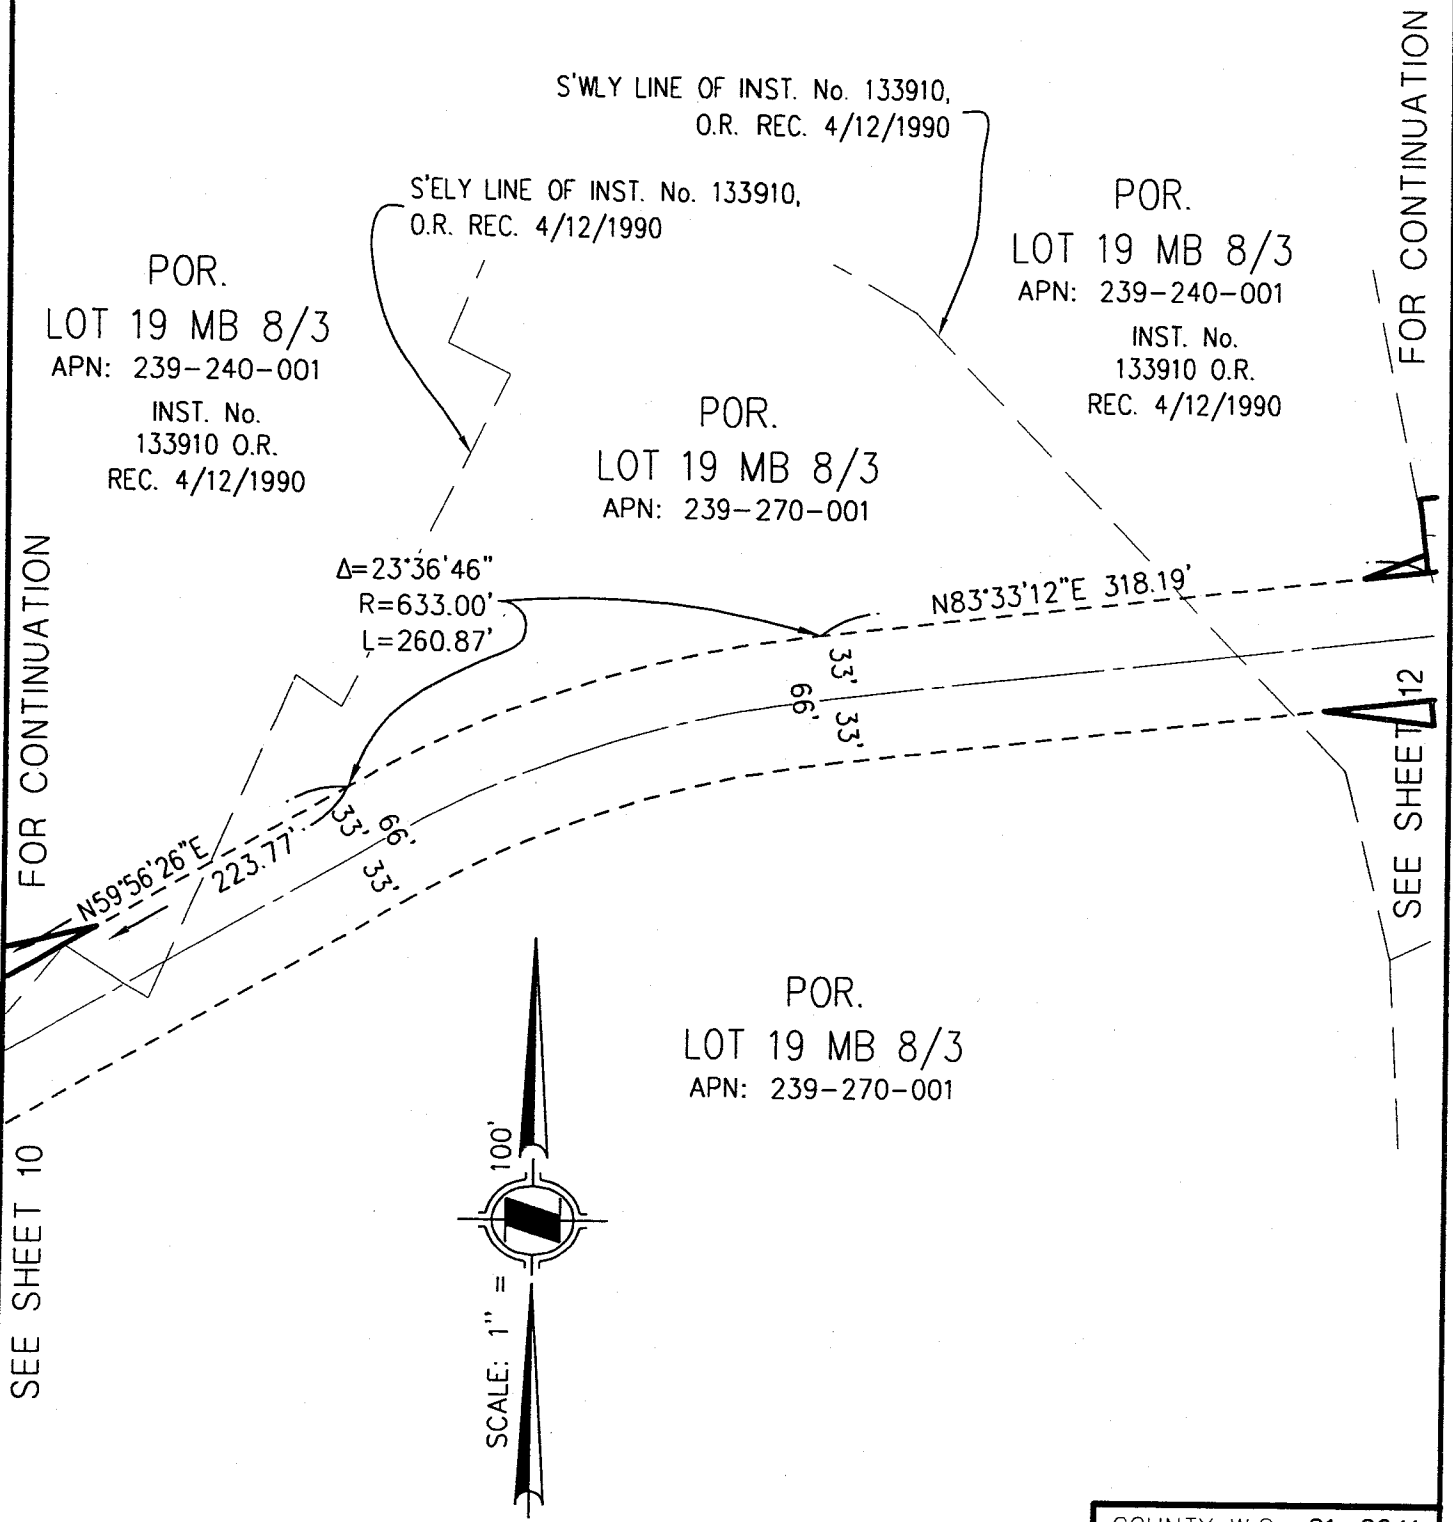 S'WLY LINE OF INST. No. 133910,
O.R. REC. 4/12/1990
S'ELY LINE OF INST. No. 133910,
O.R. REC. 4/12/1990
POR.
LOT 19 MB 8/3
APN: 239-240-001
INST. No.
133910 O.R.
REC. 4/12/1990
POR.
LOT 19 MB 8/3
APN: 239-240-001
INST. No.
133910 O.R.
REC. 4/12/1990
POR.
LOT 19 MB 8/3
APN: 239-270-001
FOR CONTINUATION
SEE SHEET 12
FOR CONTINUATION
SEE SHEET 10
Δ=23°36'46"
R=633.00'
L=260.87'
N83°33'12"E 318.19'
33'
66'
33'
33'
66'
33'
N59°56'26"E
223.77'
POR.
LOT 19 MB 8/3
APN: 239-270-001
SCALE: 1" = 100'
COUNTY W.O.